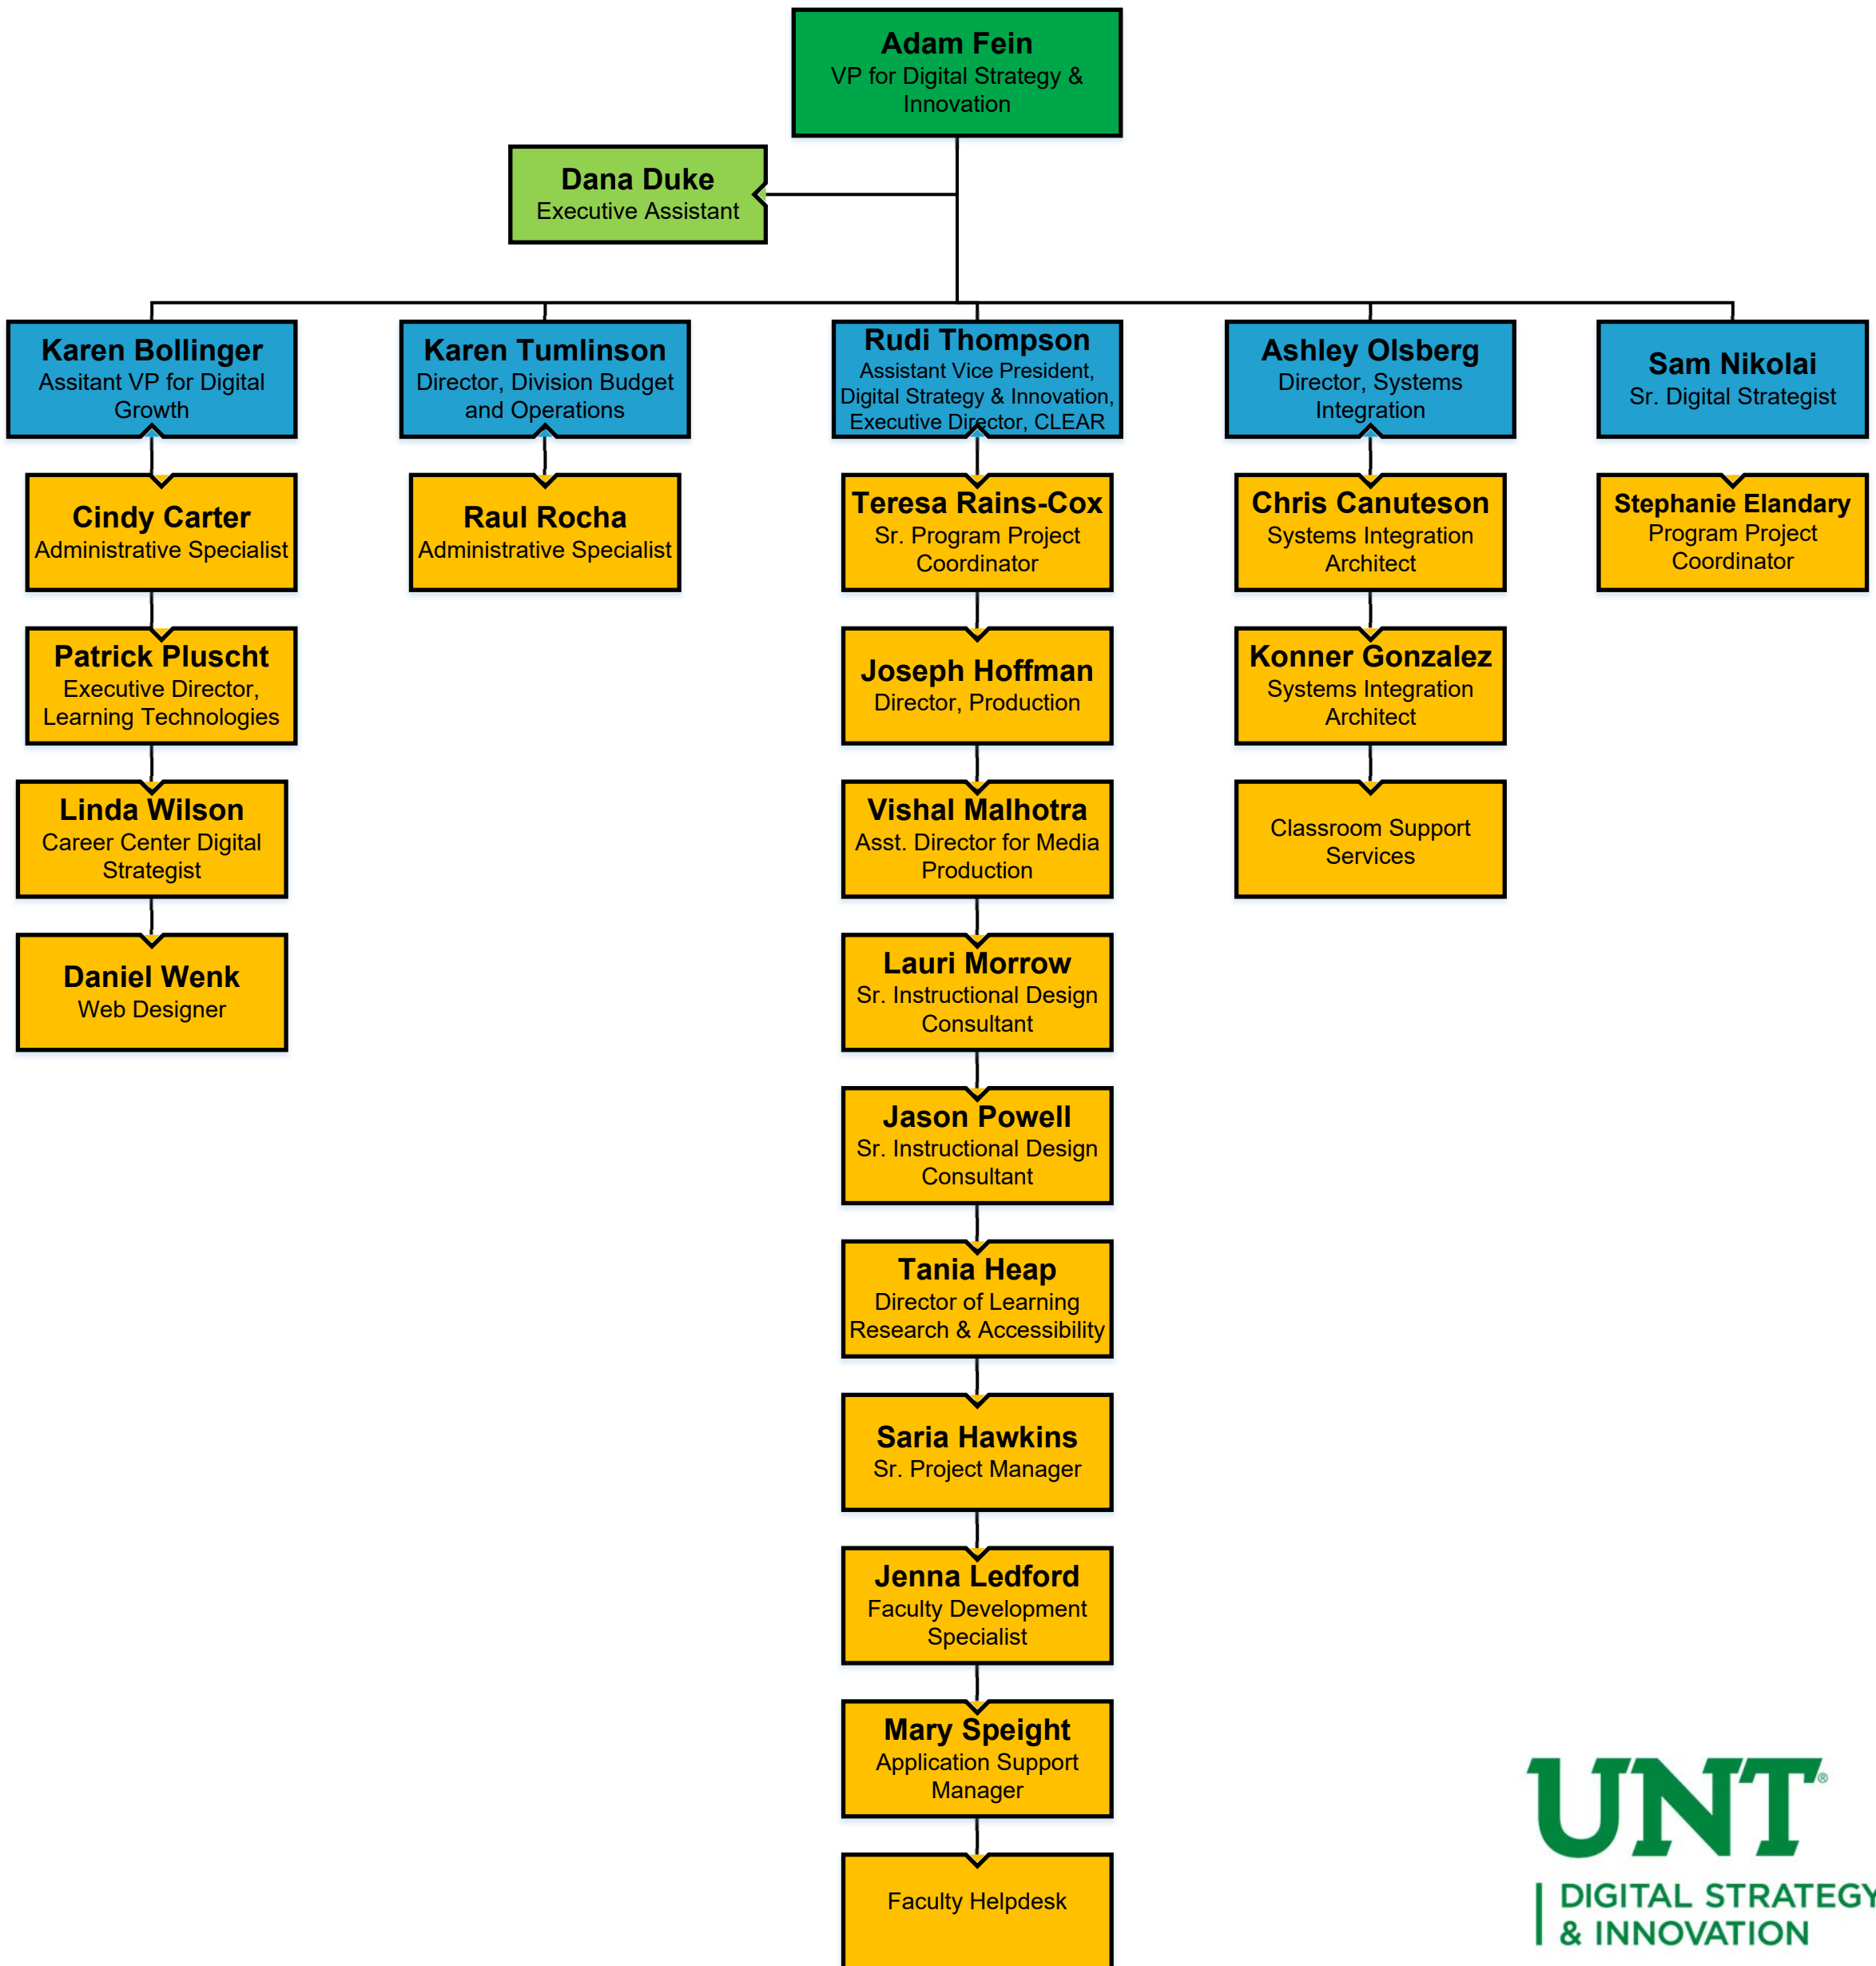 Adam Fein
VP for Digital Strategy &
Innovation
Dana Duke
Executive Assistant
Karen Bollinger
Assitant VP for Digital
Growth
Karen Tumlinson
Director, Division Budget
and Operations
Rudi Thompson
Assistant Vice President,
Digital Strategy & Innovation,
Executive Director, CLEAR
Ashley Olsberg
Director, Systems
Integration
Sam Nikolai
Sr. Digital Strategist
Cindy Carter
Administrative Specialist
Raul Rocha
Administrative Specialist
Teresa Rains-Cox
Sr. Program Project
Coordinator
Chris Canuteson
Systems Integration
Architect
Stephanie Elandary
Program Project
Coordinator
Patrick Pluscht
Executive Director,
Learning Technologies
Joseph Hoffman
Director, Production
Konner Gonzalez
Systems Integration
Architect
Linda Wilson
Career Center Digital
Strategist
Vishal Malhotra
Asst. Director for Media
Production
Classroom Support
Services
Daniel Wenk
Web Designer
Lauri Morrow
Sr. Instructional Design
Consultant
Jason Powell
Sr. Instructional Design
Consultant
Tania Heap
Director of Learning
Research & Accessibility
Saria Hawkins
Sr. Project Manager
Jenna Ledford
Faculty Development
Specialist
Mary Speight
Application Support
Manager
Faculty Helpdesk
UNT®
DIGITAL STRATEGY
& INNOVATION